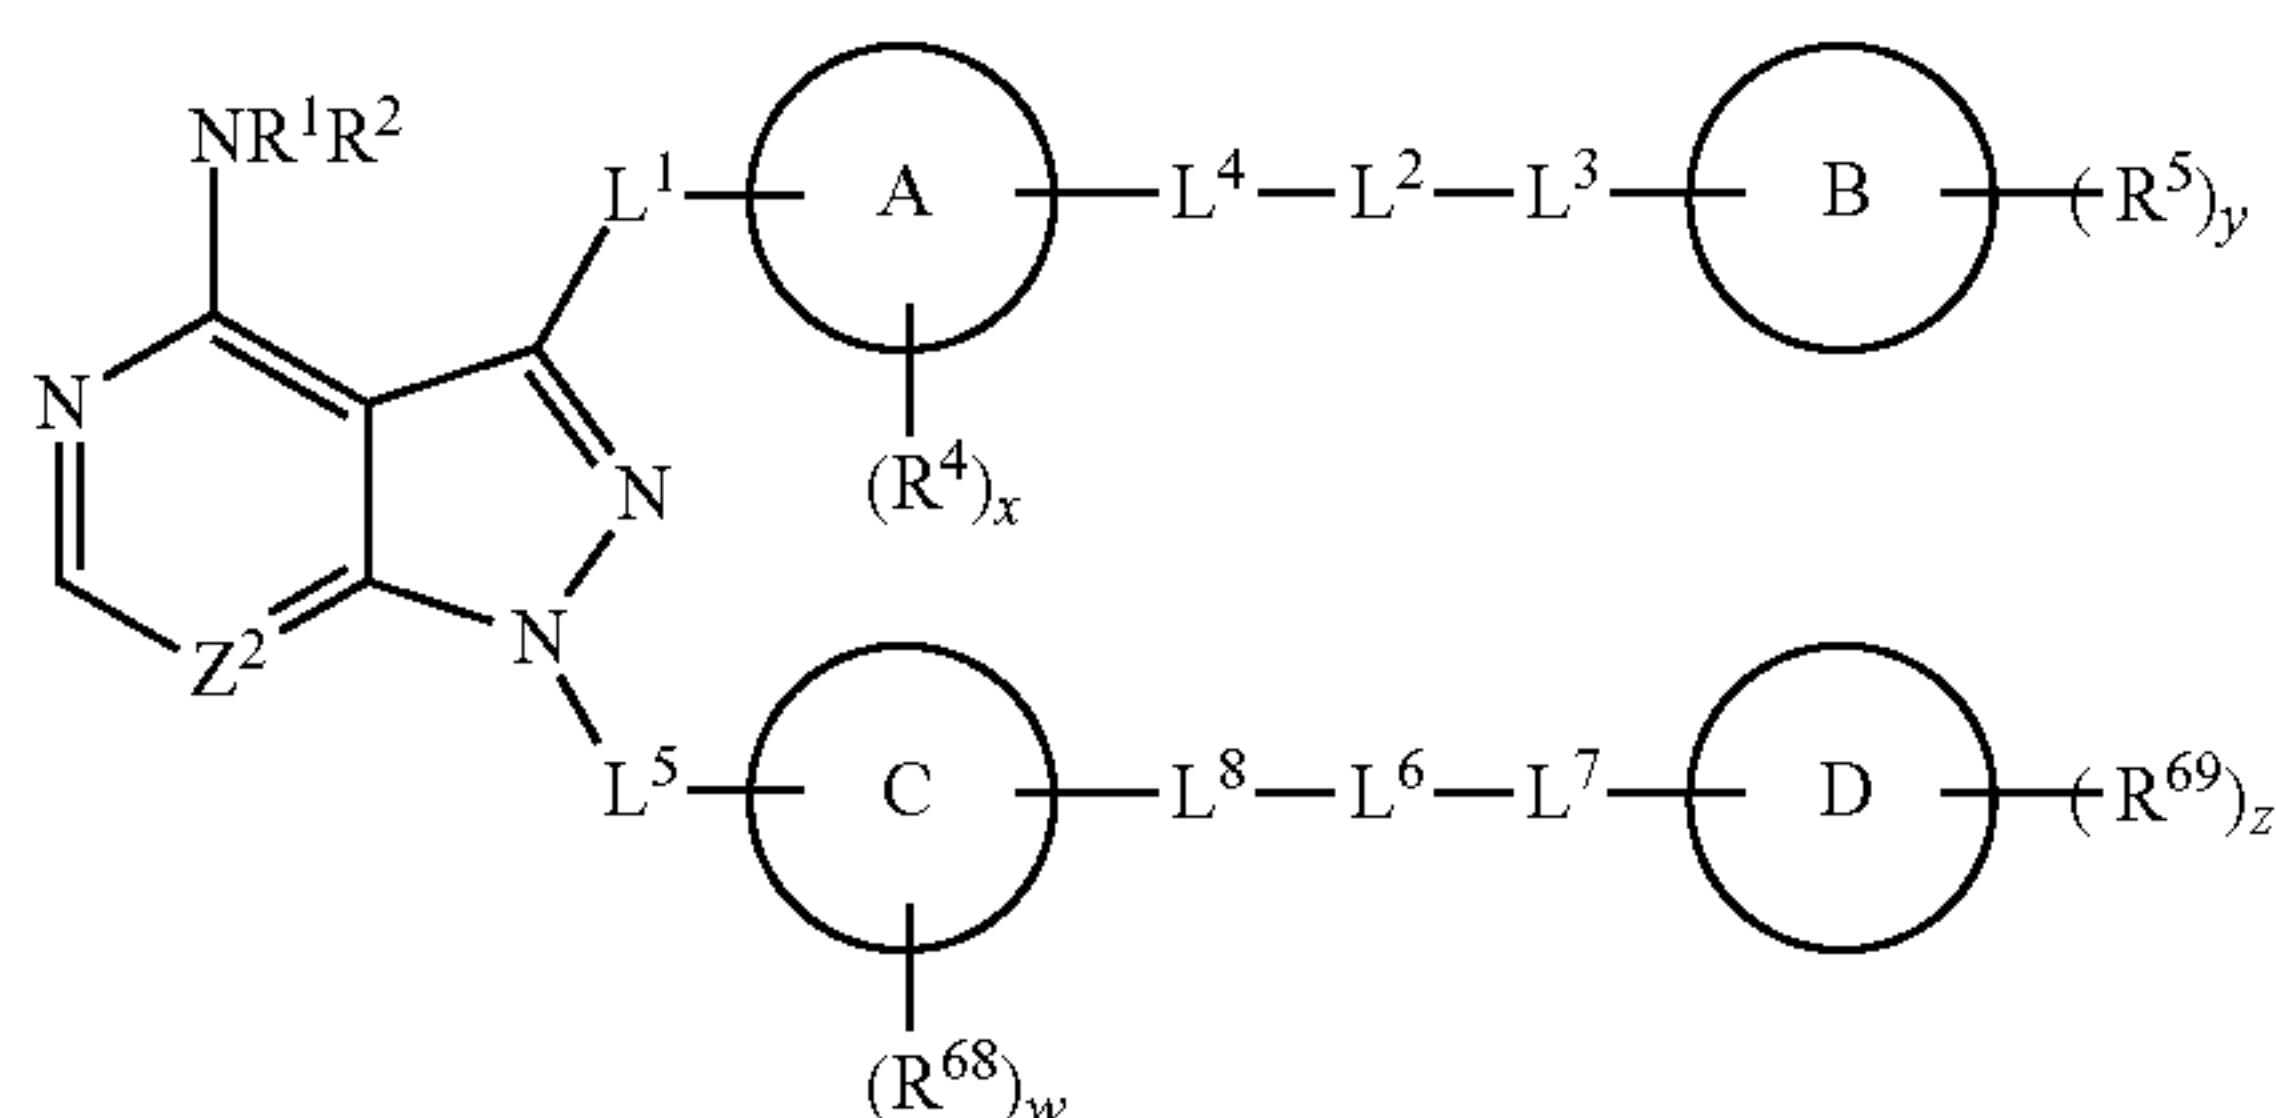 NR¹R²
L¹ A L⁴ L² L³ B (R⁵)y
N
(R⁴)x
N
N
Z²
L⁵ C L⁸ L⁶ L⁷ D (R⁶⁹)z
(R⁶⁸)w